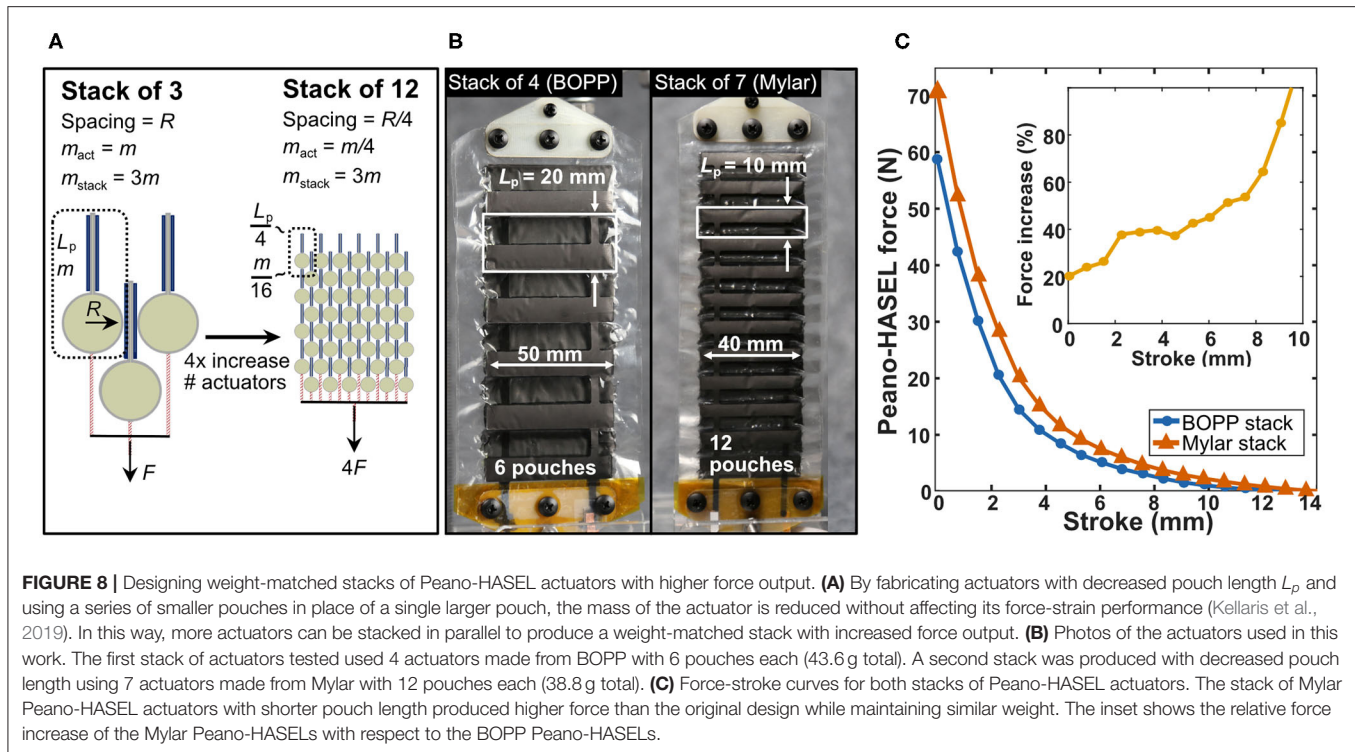 A
Stack of 3
Spacing = R
m_act = m
m_stack = 3m
L_p
m
R
F
4x increase
# actuators
Stack of 12
Spacing = R/4
m_act = m/4
m_stack = 3m
L_p
4
m
16
4F
B
Stack of 4 (BOPP)
L_p = 20 mm
50 mm
6 pouches
Stack of 7 (Mylar)
L_p = 10 mm
40 mm
12
pouches
C
Peano-HASEL force (N)
70
60
50
40
30
20
10
0
0 2 4 6 8 10 12 14
Stroke (mm)
Force increase (%)
80
60
40
20
0
0 2 4 6 8 10
Stroke (mm)
BOPP stack
Mylar stack
FIGURE 8 | Designing weight-matched stacks of Peano-HASEL actuators with higher force output. (A) By fabricating actuators with decreased pouch length L_p and
using a series of smaller pouches in place of a single larger pouch, the mass of the actuator is reduced without affecting its force-strain performance (Kellaris et al.,
2019). In this way, more actuators can be stacked in parallel to produce a weight-matched stack with increased force output. (B) Photos of the actuators used in this
work. The first stack of actuators tested used 4 actuators made from BOPP with 6 pouches each (43.6 g total). A second stack was produced with decreased pouch
length using 7 actuators made from Mylar with 12 pouches each (38.8 g total). (C) Force-stroke curves for both stacks of Peano-HASEL actuators. The stack of Mylar
Peano-HASEL actuators with shorter pouch length produced higher force than the original design while maintaining similar weight. The inset shows the relative force
increase of the Mylar Peano-HASELs with respect to the BOPP Peano-HASELs.